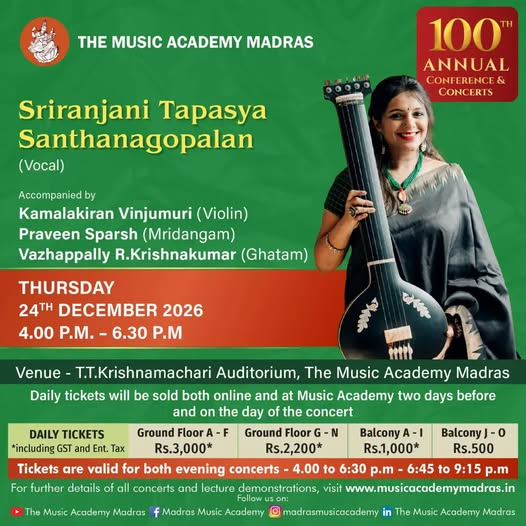 THE MUSIC ACADEMY MADRAS
100TH
ANNUAL
CONFERENCE &
CONCERTS
Sriranjani Tapasya
Santhanagopalan
(Vocal)
Accompanied by
Kamalakiran Vinjumuri (Violin)
Praveen Sparsh (Mridangam)
Vazhappally R.Krishnakumar (Ghatam)
THURSDAY
24TH DECEMBER 2026
4.00 P.M. – 6.30 P.M
Venue - T.T.Krishnamachari Auditorium, The Music Academy Madras
Daily tickets will be sold both online and at Music Academy two days before
and on the day of the concert
DAILY TICKETS
*including GST and Ent. Tax
Ground Floor A - F
Rs.3,000*
Ground Floor G - N
Rs.2,200*
Balcony A - I
Rs.1,000*
Balcony J - O
Rs.500
Tickets are valid for both evening concerts - 4.00 to 6:30 p.m - 6:45 to 9:15 p.m
For further details of all concerts and lecture demonstrations, visit www.musicacademymadras.in
Follow us on:
The Music Academy Madras Madras Music Academy madrasmusicacademy The Music Academy Madras